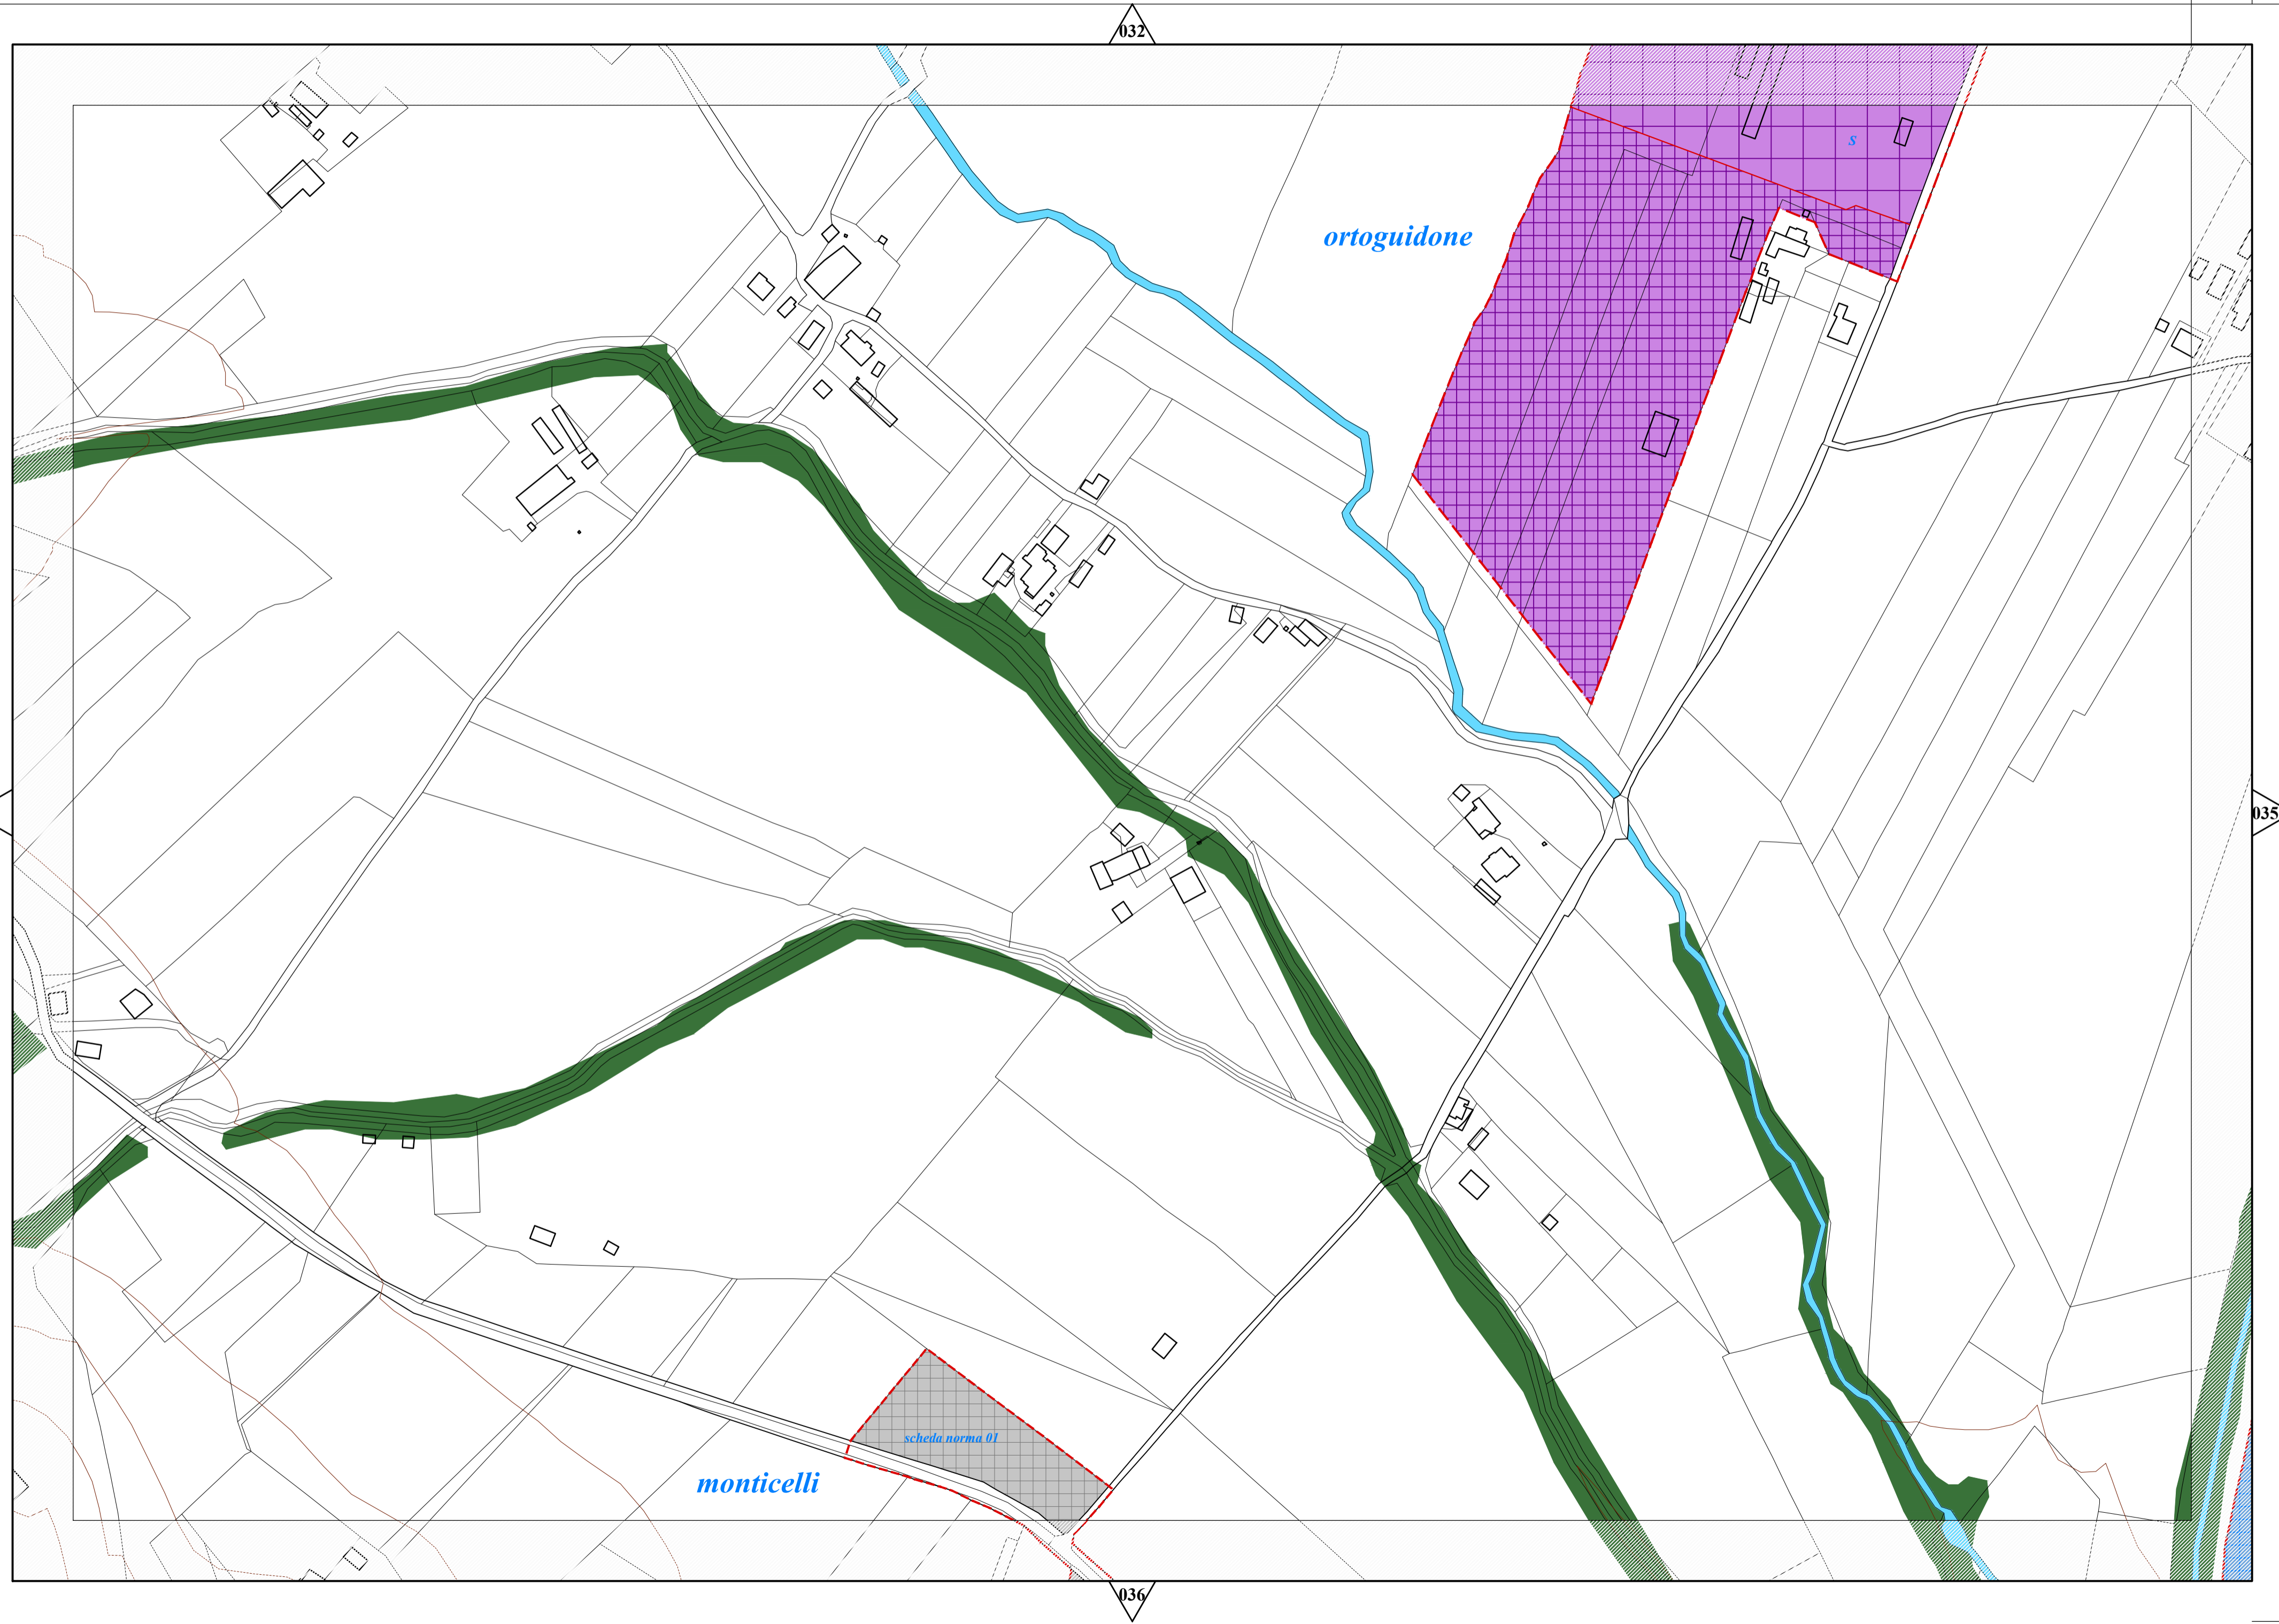 032
s
ortoguidone
035
scheda norma 01
monticelli
036